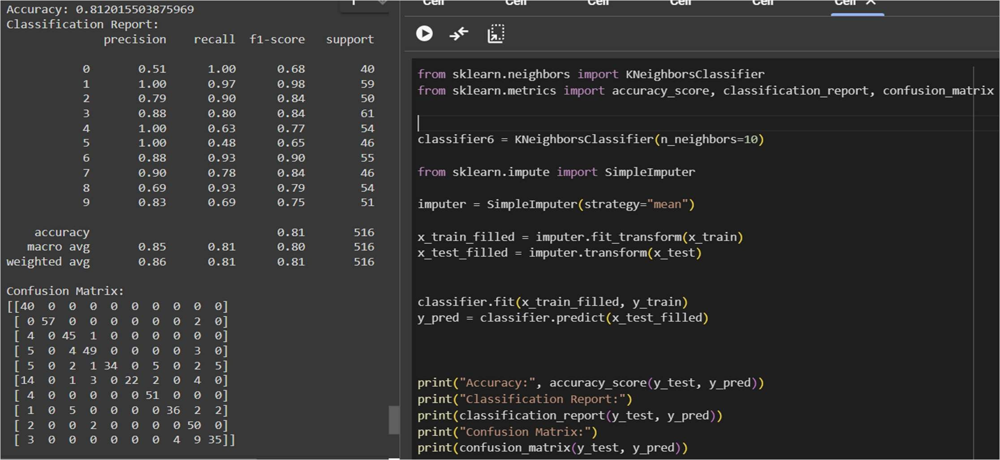 Accuracy: 0.812015503875969
Classification Report:
precision recall f1-score support
0 0.51 1.00 0.68 40
1 1.00 0.97 0.98 59
2 0.79 0.90 0.84 50
3 0.88 0.80 0.84 61
4 1.00 0.63 0.77 54
5 1.00 0.48 0.65 46
6 0.88 0.93 0.90 55
7 0.90 0.78 0.84 46
8 0.69 0.93 0.79 54
9 0.83 0.69 0.75 51
accuracy 0.81 516
macro avg 0.85 0.81 0.80 516
weighted avg 0.86 0.81 0.81 516
Confusion Matrix:
[[40 0 0 0 0 0 0 0 0 0]
[ 0 57 0 0 0 0 0 0 2 0]
[ 4 0 45 1 0 0 0 0 0 0]
[ 5 0 4 49 0 0 0 0 3 0]
[ 5 0 2 1 34 0 5 0 2 5]
[14 0 1 3 0 22 2 0 4 0]
[ 4 0 0 0 0 0 51 0 0 0]
[ 1 0 5 0 0 0 0 36 2 2]
[ 2 0 0 2 0 0 0 0 50 0]
[ 3 0 0 0 0 0 0 4 9 35]]
Cell Cell Cell Cell Cell Cell
from sklearn.neighbors import KNeighborsClassifier
from sklearn.metrics import accuracy_score, classification_report, confusion_matrix
classifier6 = KNeighborsClassifier(n_neighbors=10)
from sklearn.impute import SimpleImputer
imputer = SimpleImputer(strategy="mean")
x_train_filled = imputer.fit_transform(x_train)
x_test_filled = imputer.transform(x_test)
classifier.fit(x_train_filled, y_train)
y_pred = classifier.predict(x_test_filled)
print("Accuracy:", accuracy_score(y_test, y_pred))
print("Classification Report:")
print(classification_report(y_test, y_pred))
print("Confusion Matrix:")
print(confusion_matrix(y_test, y_pred))